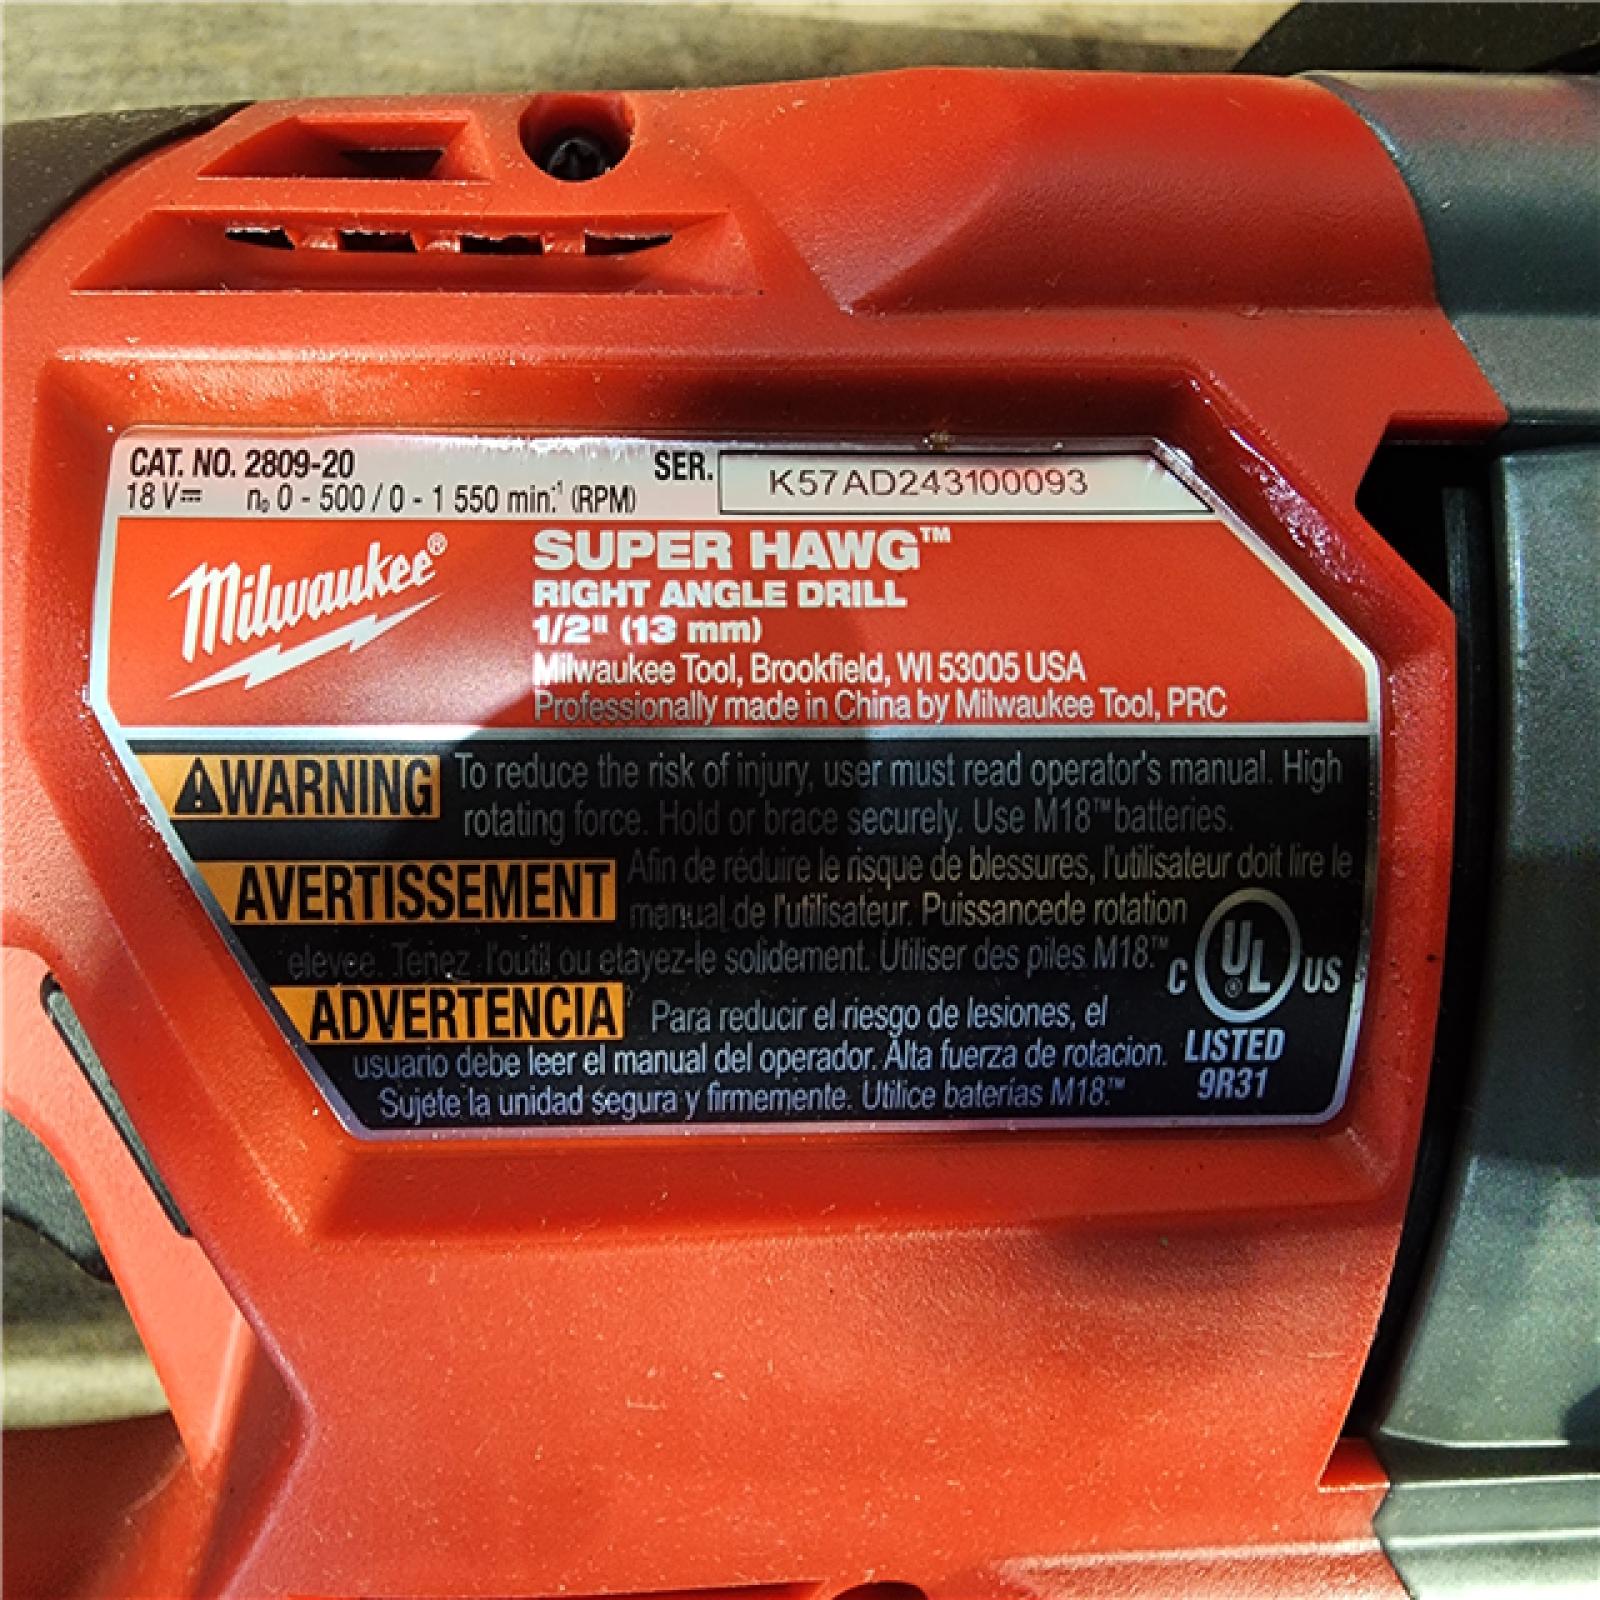 CAT. NO. 2809-20
18 V⎓ n₀ 0 - 500 / 0 - 1 550 min.⁻¹ (RPM)
SER. K57AD243100093
Milwaukee®
SUPER HAWG™
RIGHT ANGLE DRILL
1/2" (13 mm)
Milwaukee Tool, Brookfield, WI 53005 USA
Professionally made in China by Milwaukee Tool, PRC
⚠WARNING To reduce the risk of injury, user must read operator's manual. High
rotating force. Hold or brace securely. Use M18™ batteries.
AVERTISSEMENT Afin de réduire le risque de blessures, l'utilisateur doit lire le
manual de l'utilisateur. Puissancede rotation
elevee. Tenez l'outil ou etayez-le solidement. Utiliser des piles M18.™
ADVERTENCIA Para reducir el riesgo de lesiones, el
usuario debe leer el manual del operador. Alta fuerza de rotacion.
Sujete la unidad segura y firmemente. Utilice baterías M18.™
C UL® US
LISTED
9R31